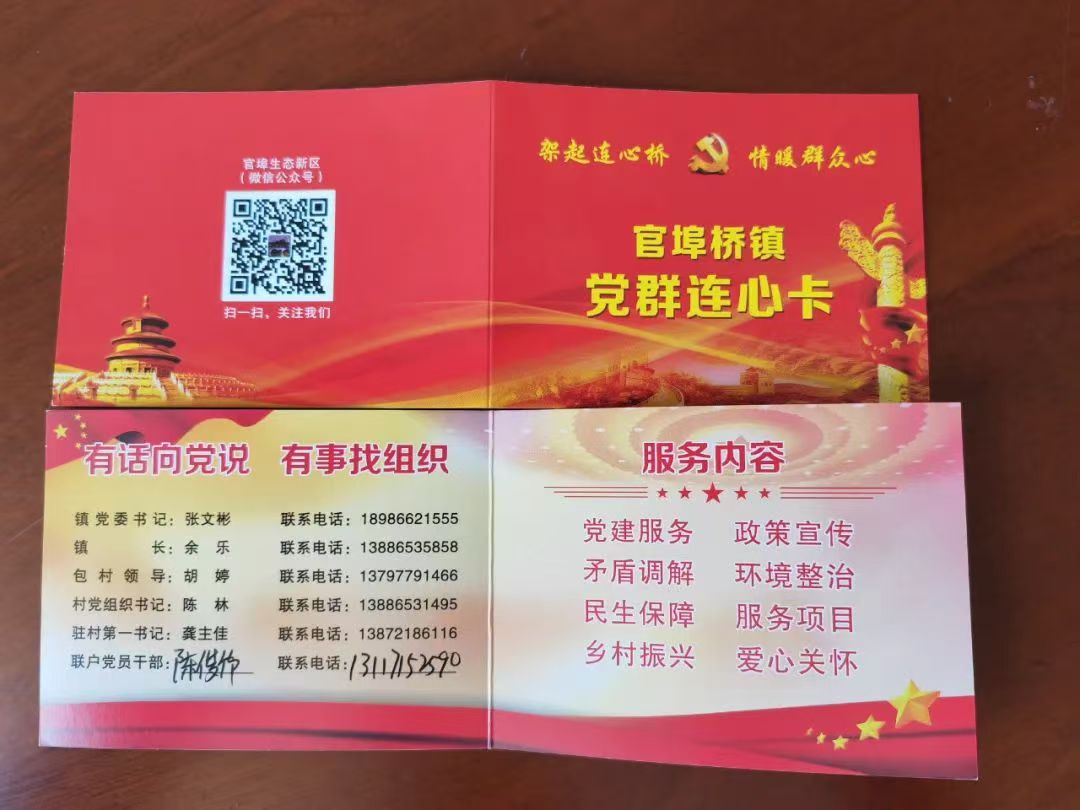 官埠生态新区
(微信公众号)
扫一扫，关注我们
架起连心桥 情暖群众心
官埠桥镇
党群连心卡
有话向党说 有事找组织
镇党委书记：张文彬 联系电话：18986621555
镇长：余乐 联系电话：13886535858
包村领导：胡婷 联系电话：13797791466
村党组织书记：陈林 联系电话：13886531495
驻村第一书记：龚主佳 联系电话：13872186116
联户党员干部：陈 联系电话：13117152590
服务内容
党建服务 政策宣传
矛盾调解 环境整治
民生保障 服务项目
乡村振兴 爱心关怀